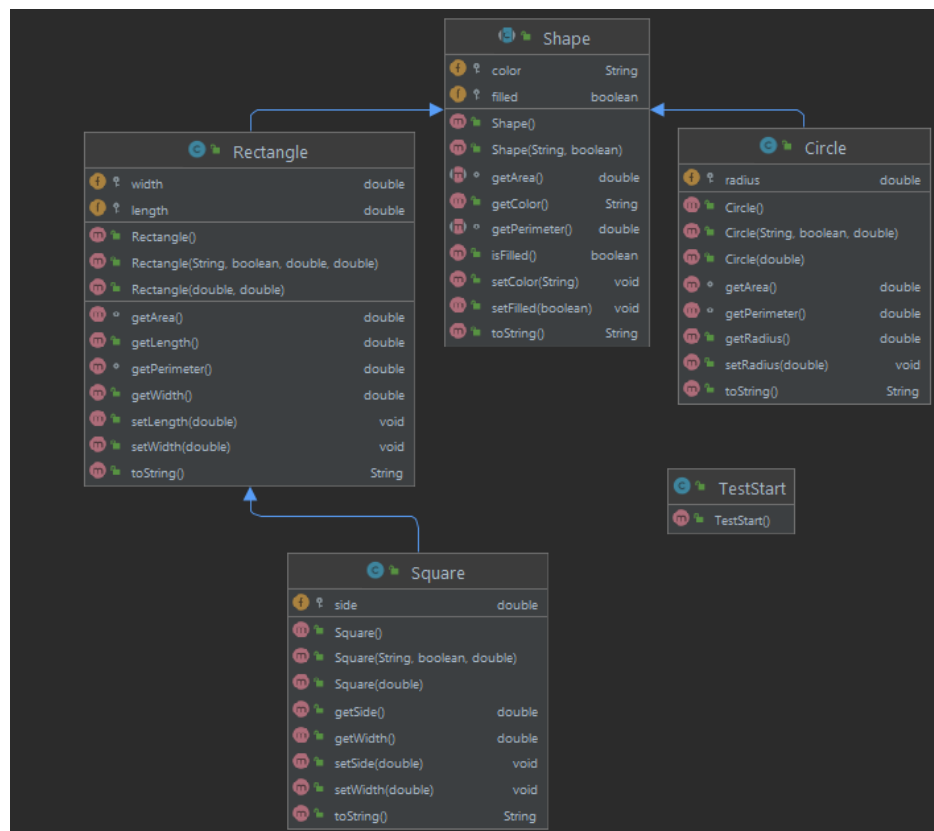 Shape
color String
filled boolean
Shape()
Shape(String, boolean)
getArea() double
getColor() String
getPerimeter() double
isFilled() boolean
setColor(String) void
setFilled(boolean) void
toString() String
Rectangle
width double
length double
Rectangle()
Rectangle(String, boolean, double, double)
Rectangle(double, double)
getArea() double
getLength() double
getPerimeter() double
getWidth() double
setLength(double) void
setWidth(double) void
toString() String
Circle
radius double
Circle()
Circle(String, boolean, double)
Circle(double)
getArea() double
getPerimeter() double
getRadius() double
setRadius(double) void
toString() String
TestStart
TestStart()
Square
side double
Square()
Square(String, boolean, double)
Square(double)
getSide() double
getWidth() double
setSide(double) void
setWidth(double) void
toString() String